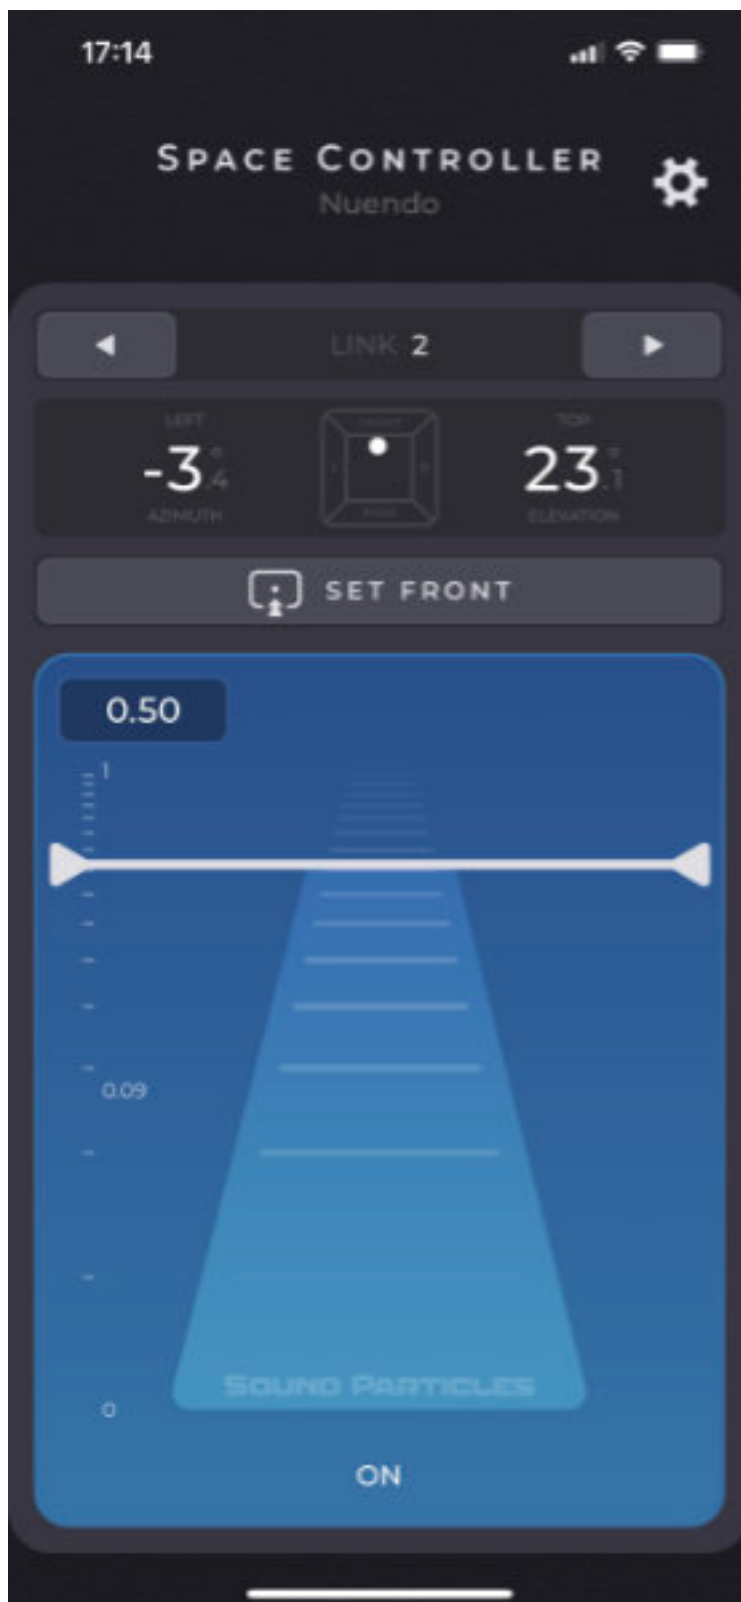 17:14
SPACE CONTROLLER
Nuendo
LINK 2
LEFT TOP
-3.4° FRONT 23.1°
AZIMUTH ELEVATION
SET FRONT
0.50
1
0.09
0
SOUND PARTICLES
ON